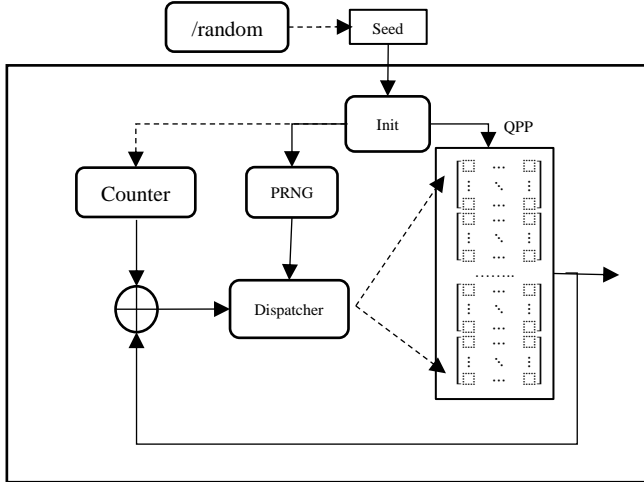 /random
Seed
Init
QPP
Counter
PRNG
Dispatcher
[⬚ … ⬚
⋮ ⋱ ⋮
⬚ … ⬚]
[⬚ … ⬚
⋮ ⋱ ⋮
⬚ … ⬚]
........
[⬚ … ⬚
⋮ ⋱ ⋮
⬚ … ⬚]
[⬚ … ⬚
⋮ ⋱ ⋮
⬚ … ⬚]